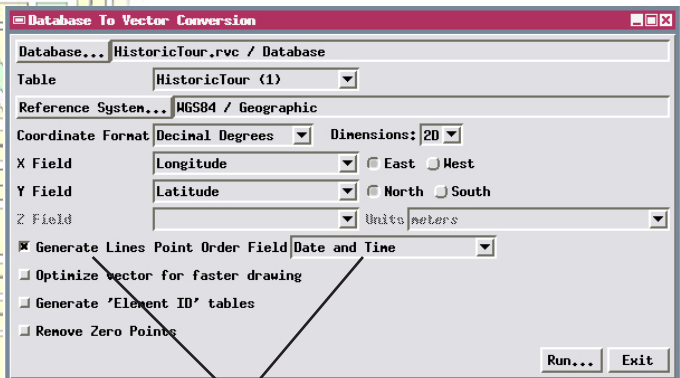 Database To Vector Conversion
Database... HistoricTour.rvc / Database
Table HistoricTour (1)
Reference System... WGS84 / Geographic
Coordinate Format Decimal Degrees Dimensions: 2D
X Field Longitude East West
Y Field Latitude North South
Z Field Units meters
Generate Lines Point Order Field Date and Time
Optimize vector for faster drawing
Generate 'Element ID' tables
Remove Zero Points
Run... Exit